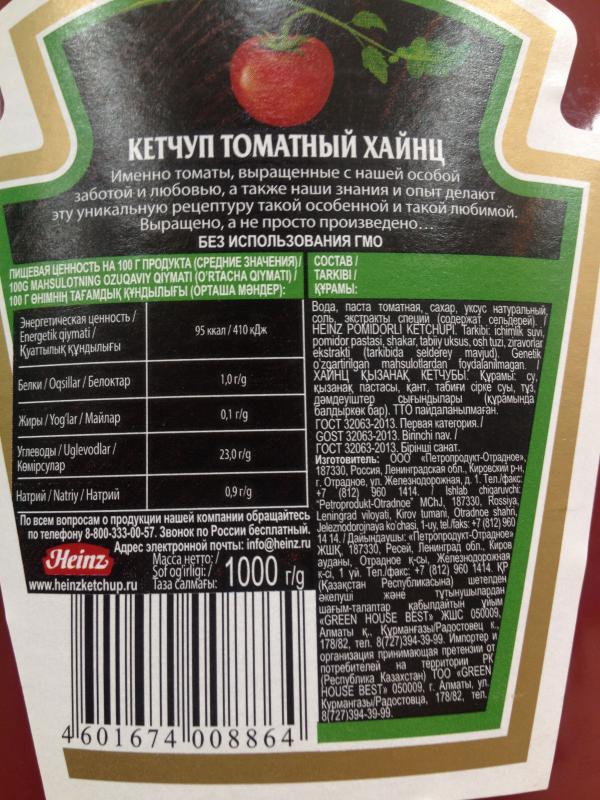 КЕТЧУП ТОМАТНЫЙ ХАЙНЦ
Именно томаты, выращенные с нашей особой
заботой и любовью, а также наши знания и опыт делают
эту уникальную рецептуру такой особенной и такой любимой.
Выращено, а не просто произведено...
БЕЗ ИСПОЛЬЗОВАНИЯ ГМО
ПИЩЕВАЯ ЦЕННОСТЬ НА 100 Г ПРОДУКТА (СРЕДНИЕ ЗНАЧЕНИЯ)/
100G MAHSULOTNING OZUQAVIY QIYMATI (O'RTACHA QIYMATI) /
100 Г ӨНІМНІҢ ТАҒАМДЫҚ ҚҰНДЫЛЫҒЫ (ОРТАША МӘНДЕР):
Энергетическая ценность /
Energetik qiymati /
Қуаттылық құндылығы
95 ккал / 410 кДж
Белки / Oqsillar / Белоктар
1,0 г/g
Жиры / Yog'lar / Майлар
0,1 г/g
Углеводы / Uglevodlar /
Көмірсулар
23,0 г/g
Натрий / Natriy / Натрий
0,9 г/g
СОСТАВ /
TARKIBI /
ҚҰРАМЫ:
Вода, паста томатная, сахар, уксус натуральный,
соль, экстракты специй (содержат сельдерей). /
HEINZ POMIDORLI KETCHUPI. Tarkibi: ichimlik suvi,
pomidor pastasi, shakar, tabiiy uksus, osh tuzi, ziravorlar
ekstrakti (tarkibida selderey mavjud). Genetik
o'zgartirilgan mahsulotlardan foydalanilmagan. /
ХАЙНЦ ҚЫЗАНАҚ КЕТЧУБЫ. Құрамы: су,
қызанақ пастасы, қант, табиғи сірке суы, тұз,
дәмдеуіштер сығындылары (құрамында
балдыркөк бар). ГТО пайдаланылмаған.
ГОСТ 32063-2013. Первая категория. /
GOST 32063-2013. Birinchi nav. /
ГОСТ 32063-2013. Бірінші санат.
Изготовитель: ООО «Петропродукт-Отрадное»,
187330, Россия, Ленинградская обл., Кировский р-н,
г. Отрадное, ул. Железнодорожная, д. 1. Тел./факс:
+7 (812) 960 1414. / Ishlab chiqaruvchi:
"Petroprodukt-Otradnoe" MChJ, 187330, Rossiya,
Leningrad viloyati, Kirov tumani, Otradnoe shahri,
Jeleznodorojnaya ko'chasi, 1-uy, tel./faks: +7 (812) 960
14 14. / Дайындаушы: «Петропродукт-Отрадное»
ЖШҚ, 187330, Ресей, Ленинград обл., Киров
ауданы, Отрадное қ-сы, Железнодорожная
к-сі, 1 үй. Тел./факс: +7 (812) 960 1414. ҚР
(Қазақстан Республикасына) шетелден
әкелуші және тұтынушылардан
шағым-талаптар қабылдайтын ұйым
«GREEN HOUSE BEST» ЖШС 050009,
Алматы қ., Құрманғазы/Радостовец к.,
178/82, тел. 8(727)394-39-99. Импортер и
организация принимающая претензии от
потребителей на территории РК
(Республика Казахстан) ТОО «GREEN
HOUSE BEST» 050009, г. Алматы, ул.
Курмангазы/Радостовца, 178/82, тел.
8(727)394-39-99.
По всем вопросам о продукции нашей компании обращайтесь
по телефону 8-800-333-00-57. Звонок по России бесплатный.
Адрес электронной почты: info@heinz.ru
Heinz
www.heinzketchup.ru
Масса нетто: /
Sof og'irligi: /
Таза салмағы:
1000 г/g
4 601674 008864